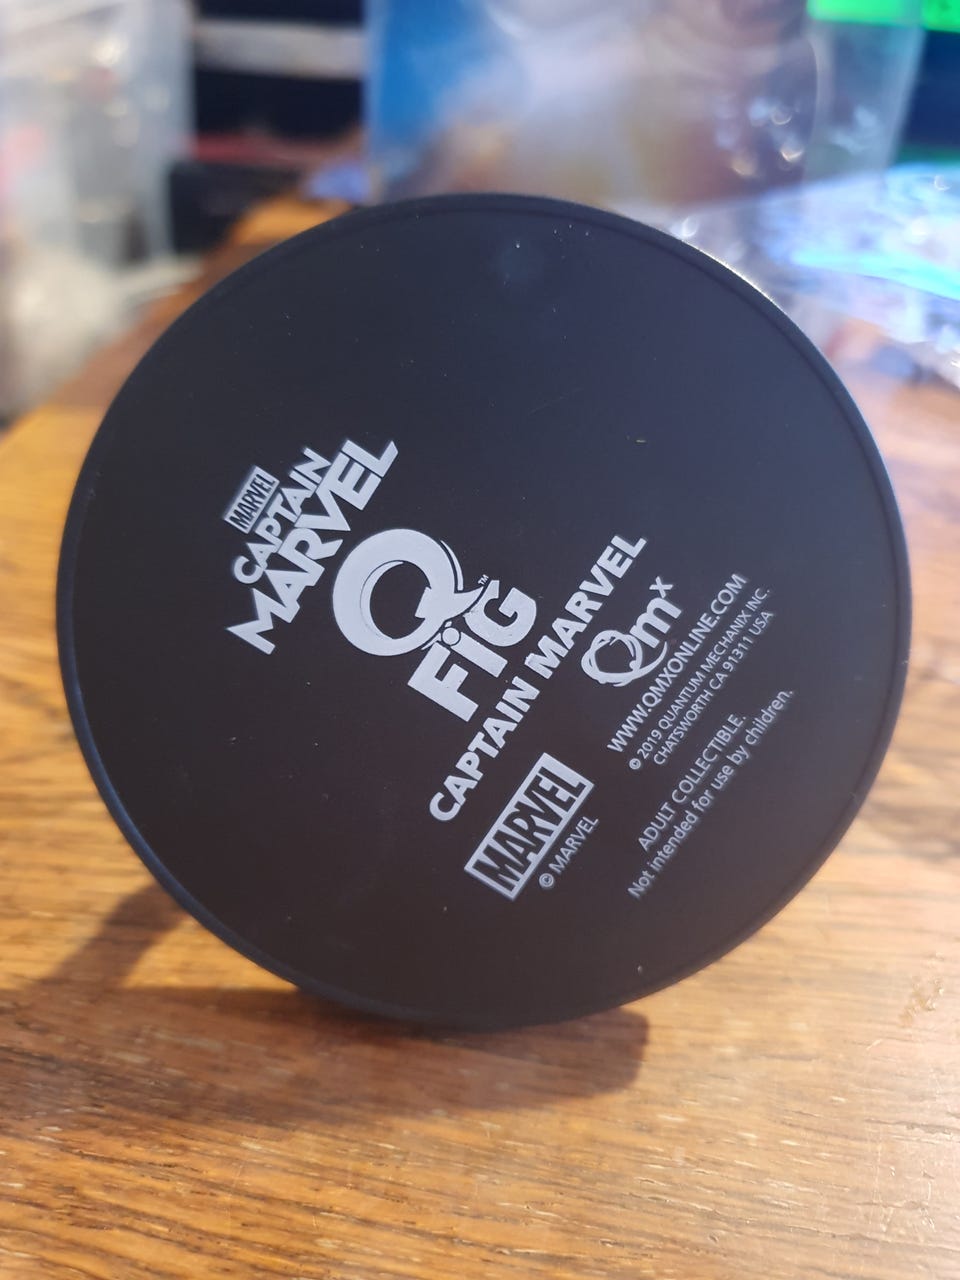 MARVEL
CAPTAIN
MARVEL
Q
FiG™
CAPTAIN MARVEL
MARVEL
© MARVEL
Qmx
WWW.QMXONLINE.COM
© 2019 QUANTUM MECHANIX INC.
CHATSWORTH CA 91311 USA
ADULT COLLECTIBLE.
Not intended for use by children.